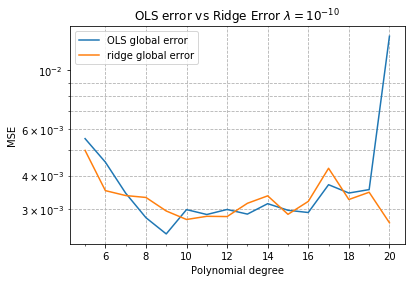 OLS error vs Ridge Error λ = 10⁻¹⁰
OLS global error
ridge global error
MSE
10⁻²
6 × 10⁻³
4 × 10⁻³
3 × 10⁻³
6 8 10 12 14 16 18 20
Polynomial degree